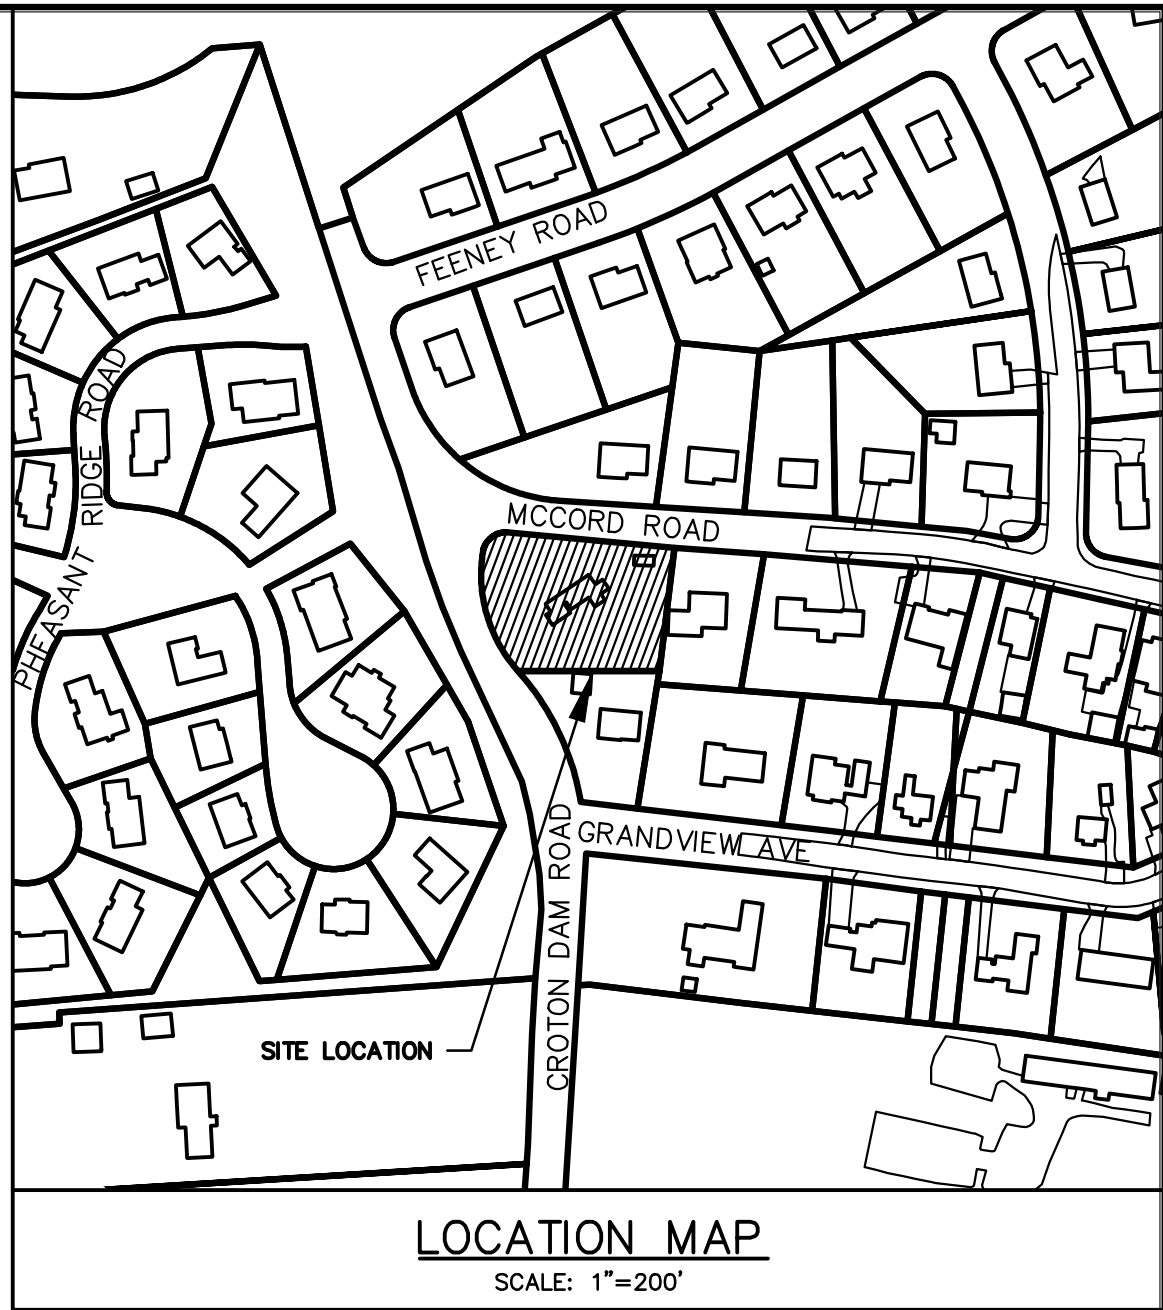 FEENEY ROAD
PHEASANT RIDGE ROAD
MCCORD ROAD
GRANDVIEW AVE
CROTON DAM ROAD
SITE LOCATION
LOCATION MAP
SCALE: 1"=200'